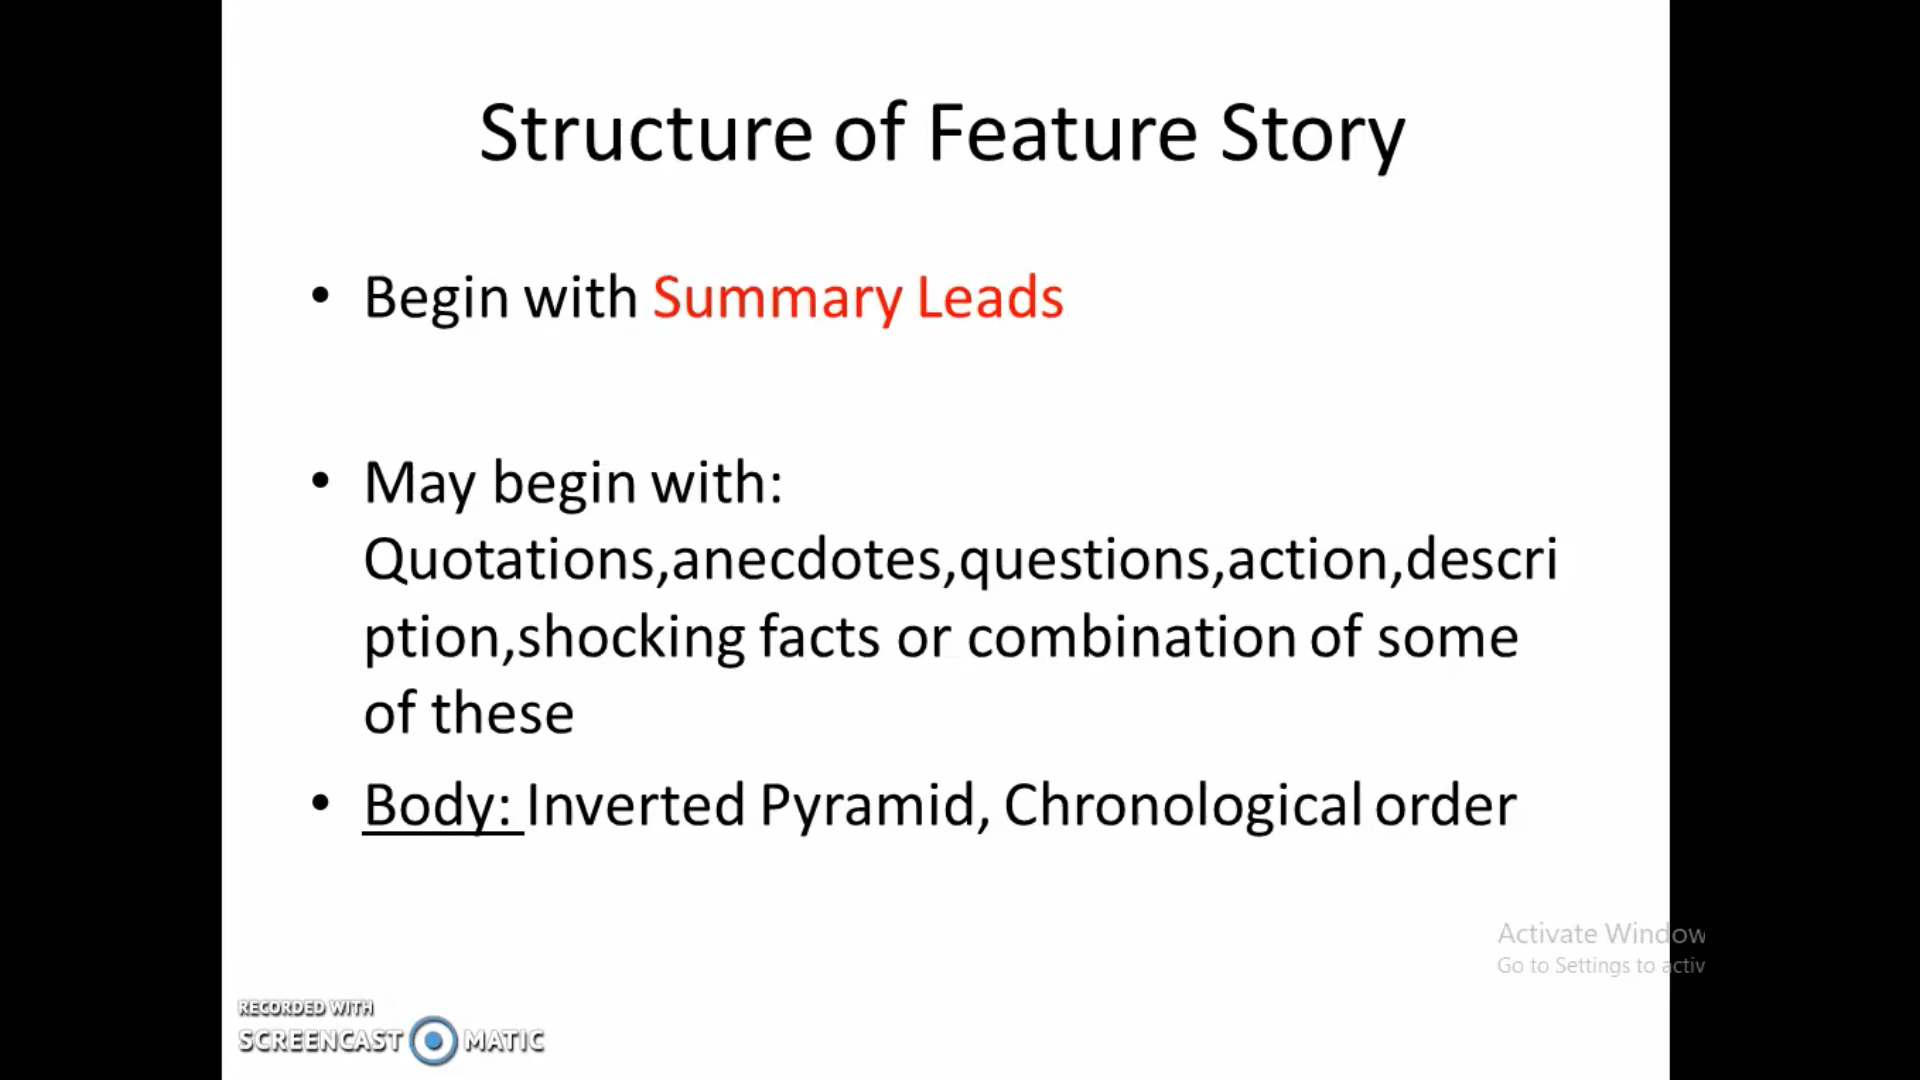 Structure of Feature Story
• Begin with Summary Leads
• May begin with:
Quotations,anecdotes,questions,action,descri
ption,shocking facts or combination of some
of these
• Body: Inverted Pyramid, Chronological order
Activate Window
Go to Settings to activ
RECORDED WITH
SCREENCAST MATIC